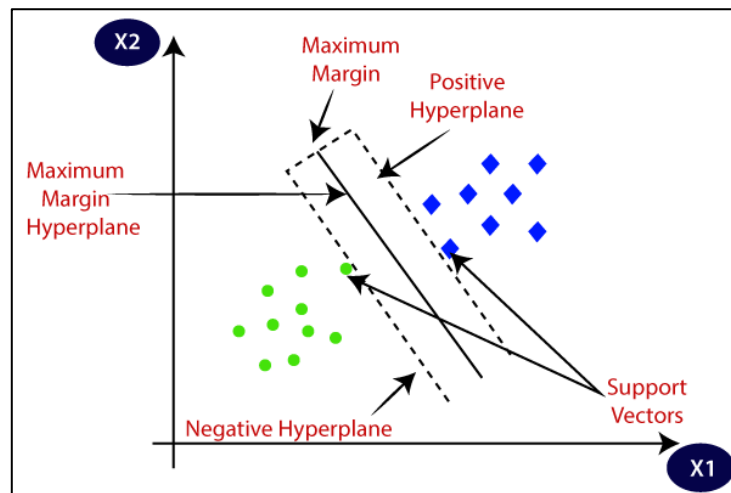 X2
Maximum
Margin
Positive
Hyperplane
Maximum
Margin
Hyperplane
Support
Vectors
Negative Hyperplane
X1